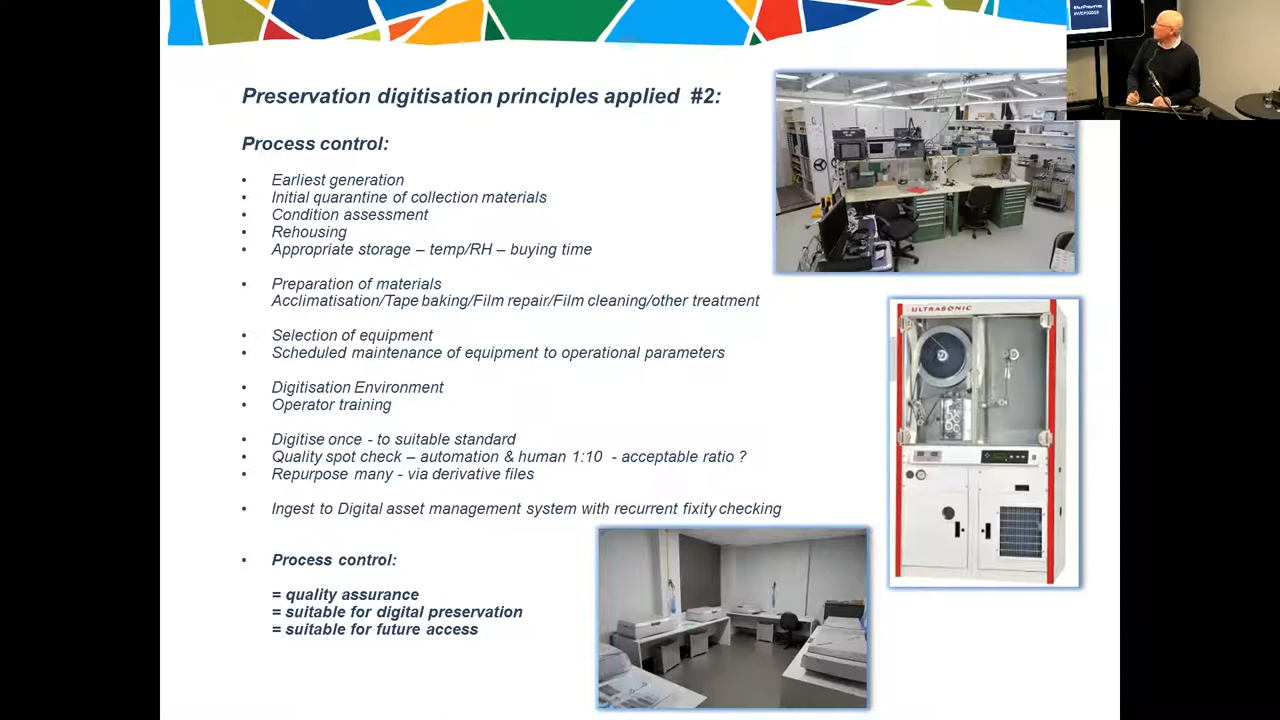 Preservation digitisation principles applied #2:
Process control:
• Earliest generation
• Initial quarantine of collection materials
• Condition assessment
• Rehousing
• Appropriate storage – temp/RH – buying time
• Preparation of materials
Acclimatisation/Tape baking/Film repair/Film cleaning/other treatment
• Selection of equipment
• Scheduled maintenance of equipment to operational parameters
• Digitisation Environment
• Operator training
• Digitise once - to suitable standard
• Quality spot check – automation & human 1:10 - acceptable ratio ?
• Repurpose many - via derivative files
• Ingest to Digital asset management system with recurrent fixity checking
• Process control:
= quality assurance
= suitable for digital preservation
= suitable for future access
ULTRASONIC